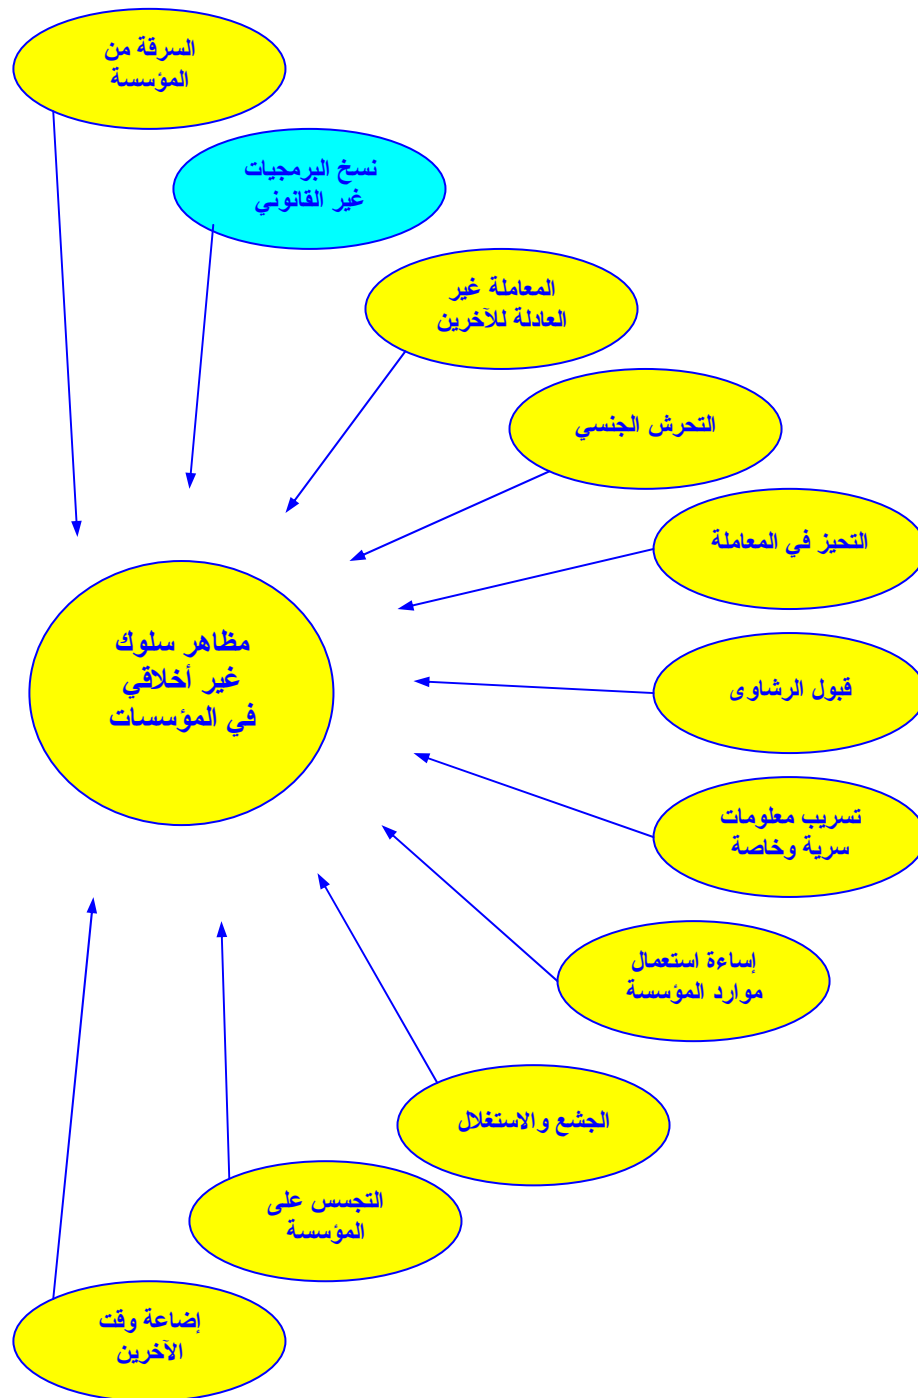 السرقة من
المؤسسة
نسخ البرمجيات
غير القانوني
المعاملة غير
العادلة للآخرين
التحرش الجنسي
التحيز في المعاملة
مظاهر سلوك
غير أخلاقي
في المؤسسات
قبول الرشاوى
تسريب معلومات
سرية وخاصة
إساءة استعمال
موارد المؤسسة
الجشع والاستغلال
التجسس على
المؤسسة
إضاعة وقت
الآخرين